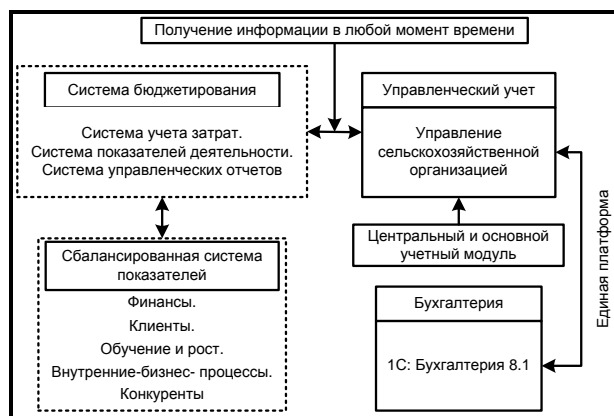 Получение информации в любой момент времени
Система бюджетирования
Система учета затрат.
Система показателей деятельности.
Система управленческих отчетов
Управленческий учет
Управление
сельскохозяйственной
организацией
Сбалансированная система
показателей
Финансы.
Клиенты.
Обучение и рост.
Внутренние-бизнес- процессы.
Конкуренты
Центральный и основной
учетный модуль
Бухгалтерия
1С: Бухгалтерия 8.1
Единая платформа